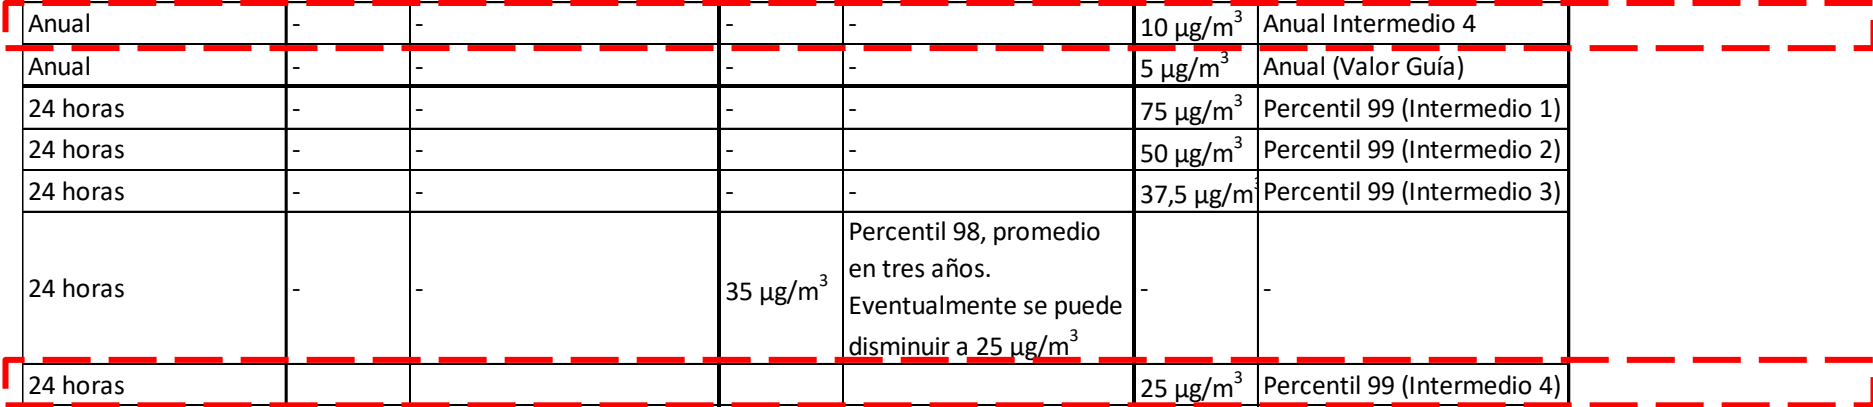 Anual - - - - 10 µg/m³ Anual Intermedio 4
Anual - - - - 5 µg/m³ Anual (Valor Guía)
24 horas - - - - 75 µg/m³ Percentil 99 (Intermedio 1)
24 horas - - - - 50 µg/m³ Percentil 99 (Intermedio 2)
24 horas - - - - 37,5 µg/m³ Percentil 99 (Intermedio 3)
24 horas - - 35 µg/m³ Percentil 98, promedio
en tres años.
Eventualmente se puede
disminuir a 25 µg/m³
- -
24 horas 25 µg/m³ Percentil 99 (Intermedio 4)